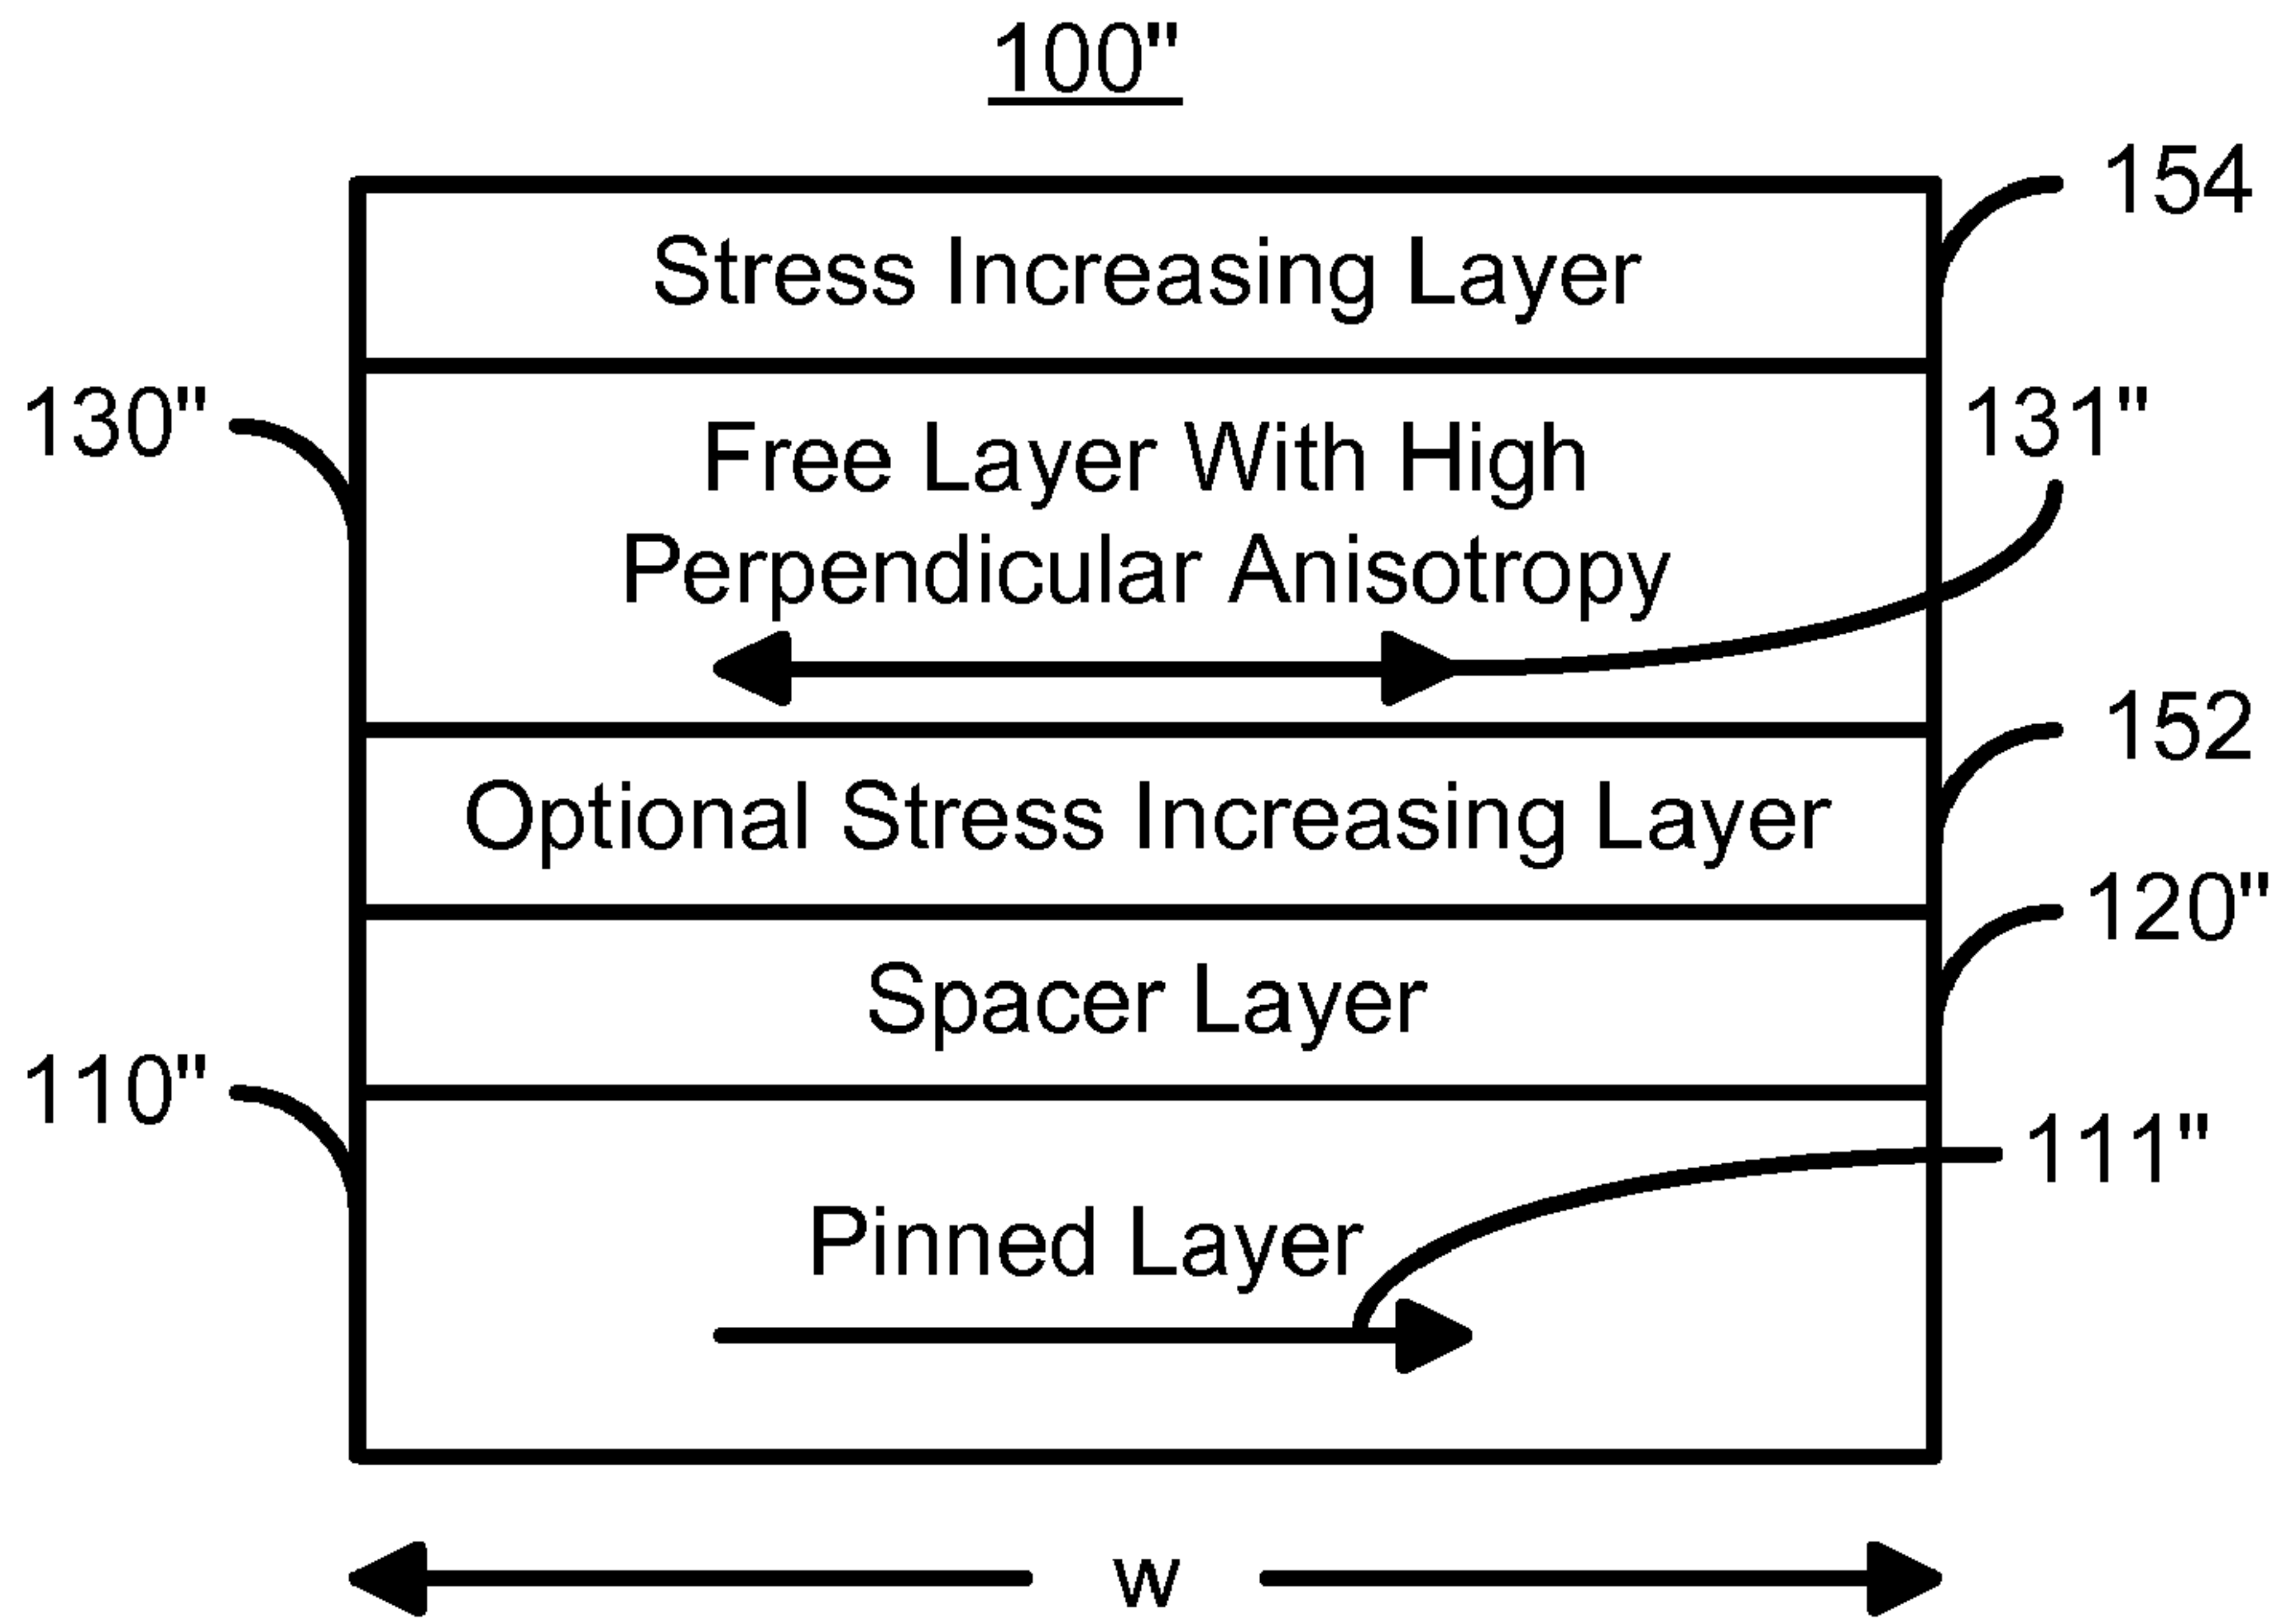 100"
154
Stress Increasing Layer
130"
131"
Free Layer With High
Perpendicular Anisotropy
152
Optional Stress Increasing Layer
120"
Spacer Layer
110"
111"
Pinned Layer
w